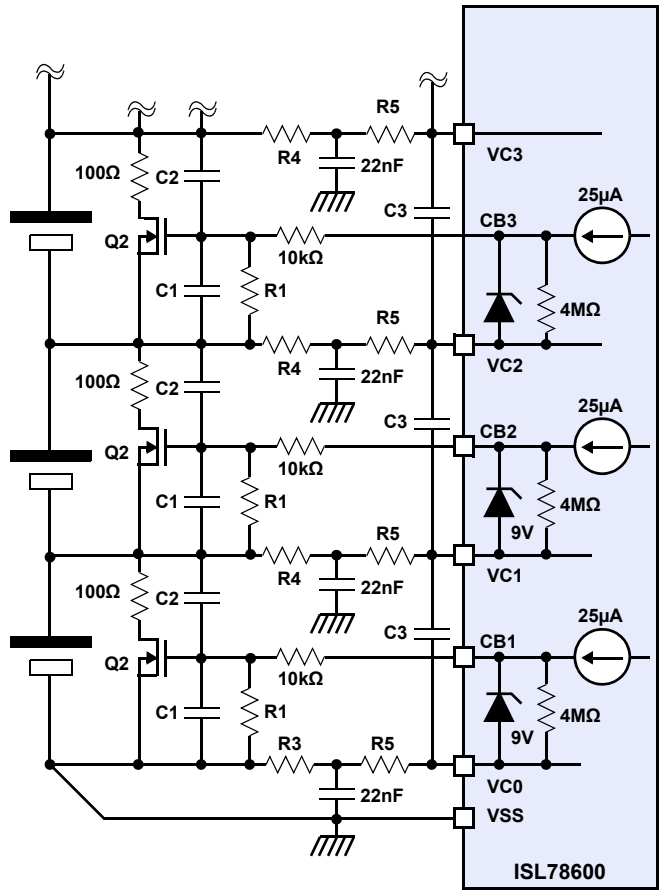 R5
VC3
R4
22nF
100Ω
C2
25µA
C3
CB3
Q2
10kΩ
C1
R1
4MΩ
R5
VC2
R4
22nF
100Ω
C2
25µA
C3
CB2
Q2
10kΩ
C1
R1
4MΩ
9V
R5
VC1
R4
22nF
100Ω
C2
25µA
C3
CB1
Q2
10kΩ
C1
R1
4MΩ
9V
R3
R5
VC0
22nF
VSS
ISL78600